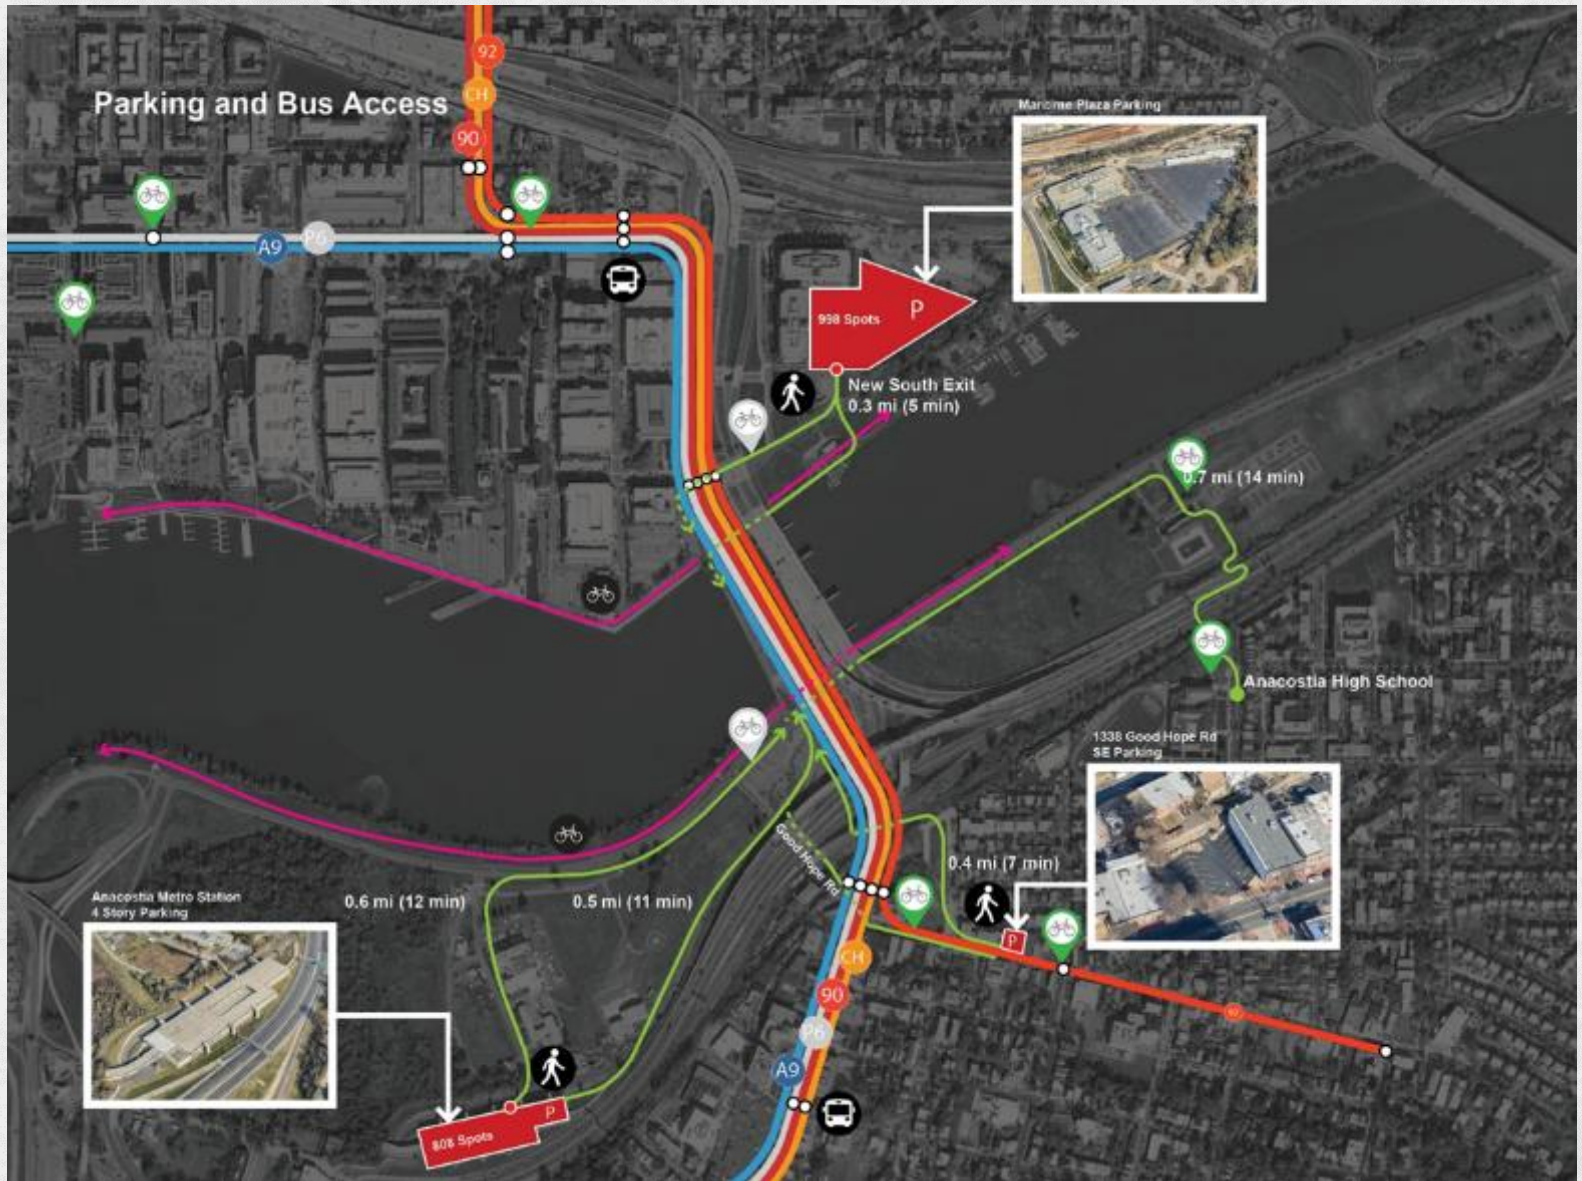 92
Parking and Bus Access
CH
90
Maritime Plaza Parking
A9
P6
998 Spots
P
New South Exit
0.3 mi (5 min)
0.7 mi (14 min)
Anacostia High School
1338 Good Hope Rd
SE Parking
Good Hope Rd
0.4 mi (7 min)
Anacostia Metro Station
4 Story Parking
0.6 mi (12 min)
0.5 mi (11 min)
P
CH
90
P6
A9
P
808 Spots